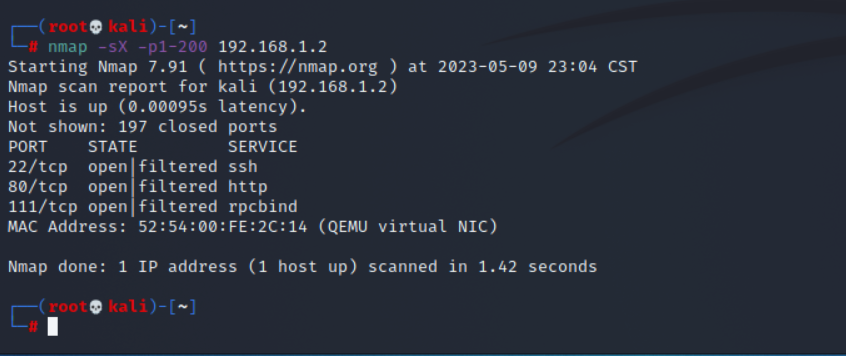 ┌──(root💀kali)-[~]
└─# nmap -sX -p1-200 192.168.1.2
Starting Nmap 7.91 ( https://nmap.org ) at 2023-05-09 23:04 CST
Nmap scan report for kali (192.168.1.2)
Host is up (0.00095s latency).
Not shown: 197 closed ports
PORT    STATE         SERVICE
22/tcp  open|filtered ssh
80/tcp  open|filtered http
111/tcp open|filtered rpcbind
MAC Address: 52:54:00:FE:2C:14 (QEMU virtual NIC)
Nmap done: 1 IP address (1 host up) scanned in 1.42 seconds
┌──(root💀kali)-[~]
└─#